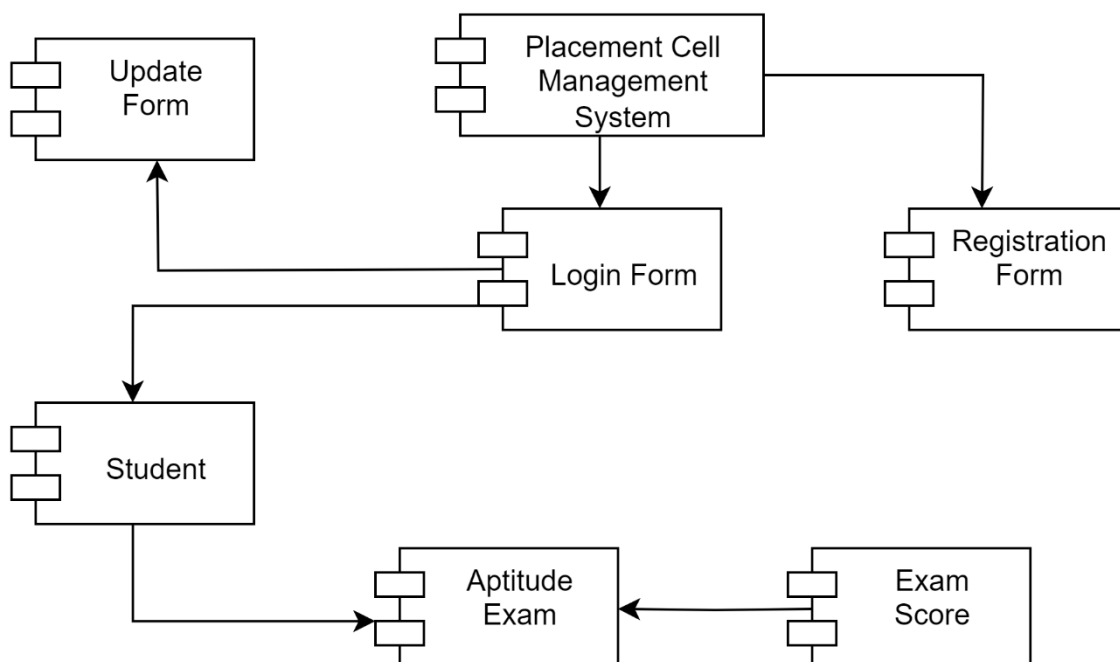 Update
Form
Placement Cell
Management
System
Login Form
Registration
Form
Student
Aptitude
Exam
Exam
Score